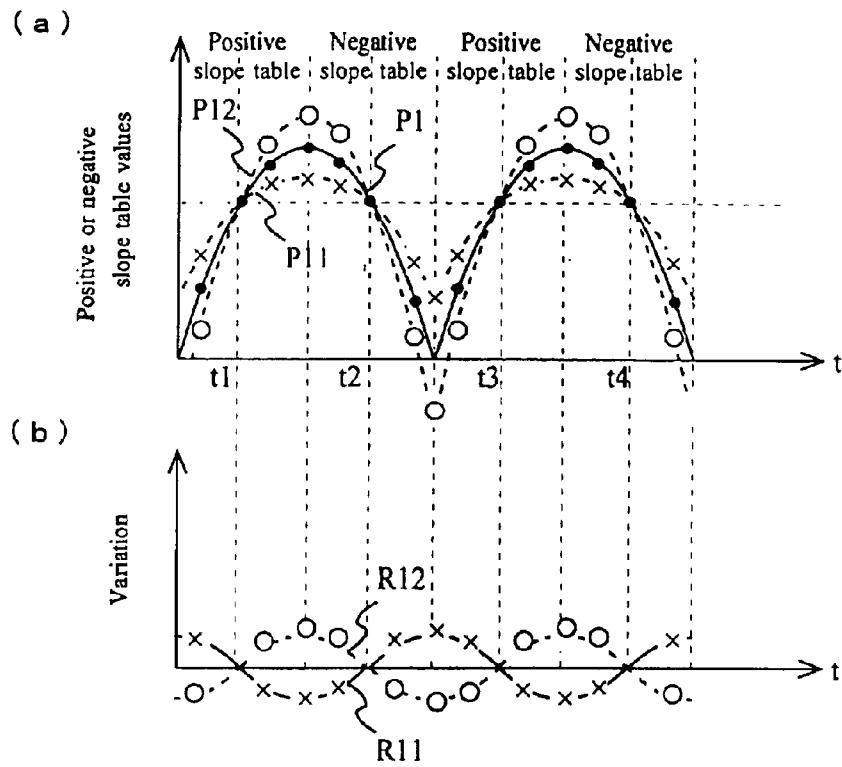 (a)
Positive
slope table
Negative
slope table
Positive
slope table
Negative
slope table
P12
P1
P11
Positive or negative
slope table values
t1
t2
t3
t4
t
(b)
Variation
R12
R11
t